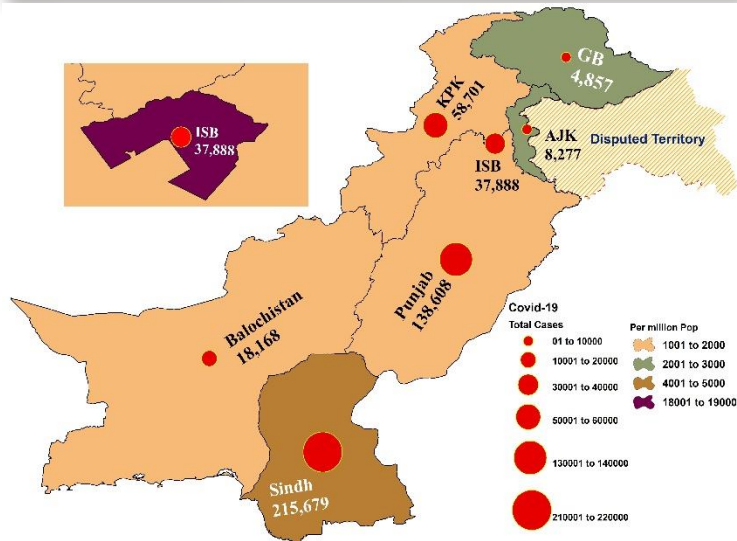 GB
4,857
KPK
58,701
ISB
37,888
AJK
8,277
Disputed Territory
ISB
37,888
Punjab
138,608
Balochistan
18,168
Sindh
215,679
Covid-19
Total Cases
01 to 10000
10001 to 20000
30001 to 40000
50001 to 60000
130001 to 140000
210001 to 220000
Per million Pop
1001 to 2000
2001 to 3000
4001 to 5000
18001 to 19000